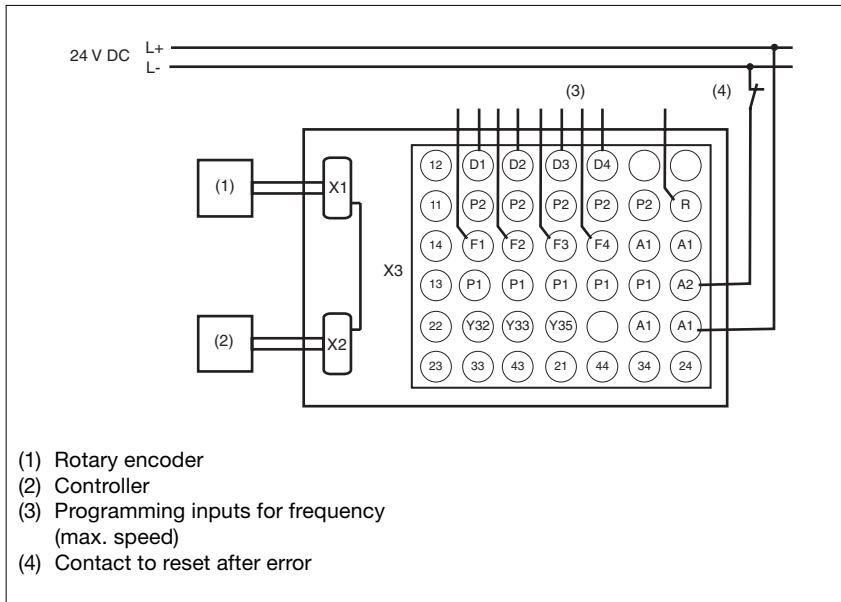 24 V DC L+
L-
(3) (4)
12 D1 D2 D3 D4
(1) X1
11 P2 P2 P2 P2 P2 R
14 F1 F2 F3 F4 A1 A1
X3
13 P1 P1 P1 P1 P1 A2
22 Y32 Y33 Y35 A1 A1
(2) X2
23 33 43 21 44 34 24
(1) Rotary encoder
(2) Controller
(3) Programming inputs for frequency
(max. speed)
(4) Contact to reset after error